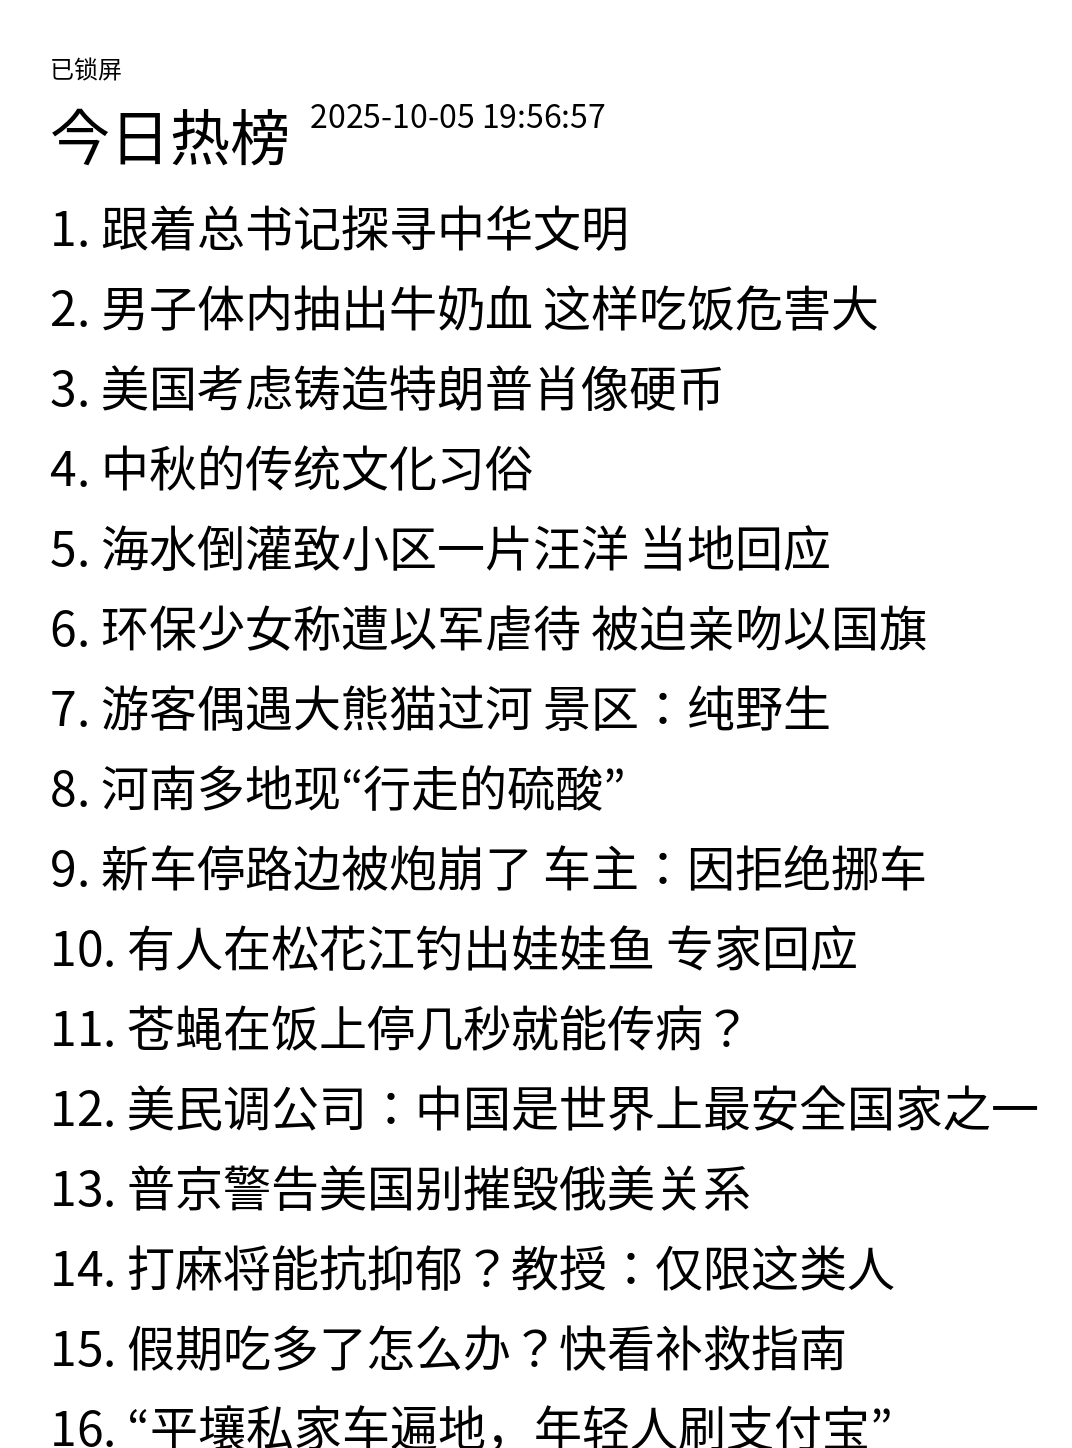 已锁屏
今日热榜 2025-10-05 19:56:57
1. 跟着总书记探寻中华文明
2. 男子体内抽出牛奶血 这样吃饭危害大
3. 美国考虑铸造特朗普肖像硬币
4. 中秋的传统文化习俗
5. 海水倒灌致小区一片汪洋 当地回应
6. 环保少女称遭以军虐待 被迫亲吻以国旗
7. 游客偶遇大熊猫过河 景区：纯野生
8. 河南多地现“行走的硫酸”
9. 新车停路边被炮崩了 车主：因拒绝挪车
10. 有人在松花江钓出娃娃鱼 专家回应
11. 苍蝇在饭上停几秒就能传病？
12. 美民调公司：中国是世界上最安全国家之一
13. 普京警告美国别摧毁俄美关系
14. 打麻将能抗抑郁？教授：仅限这类人
15. 假期吃多了怎么办？快看补救指南
16. “平壤私家车遍地，年轻人刷支付宝”